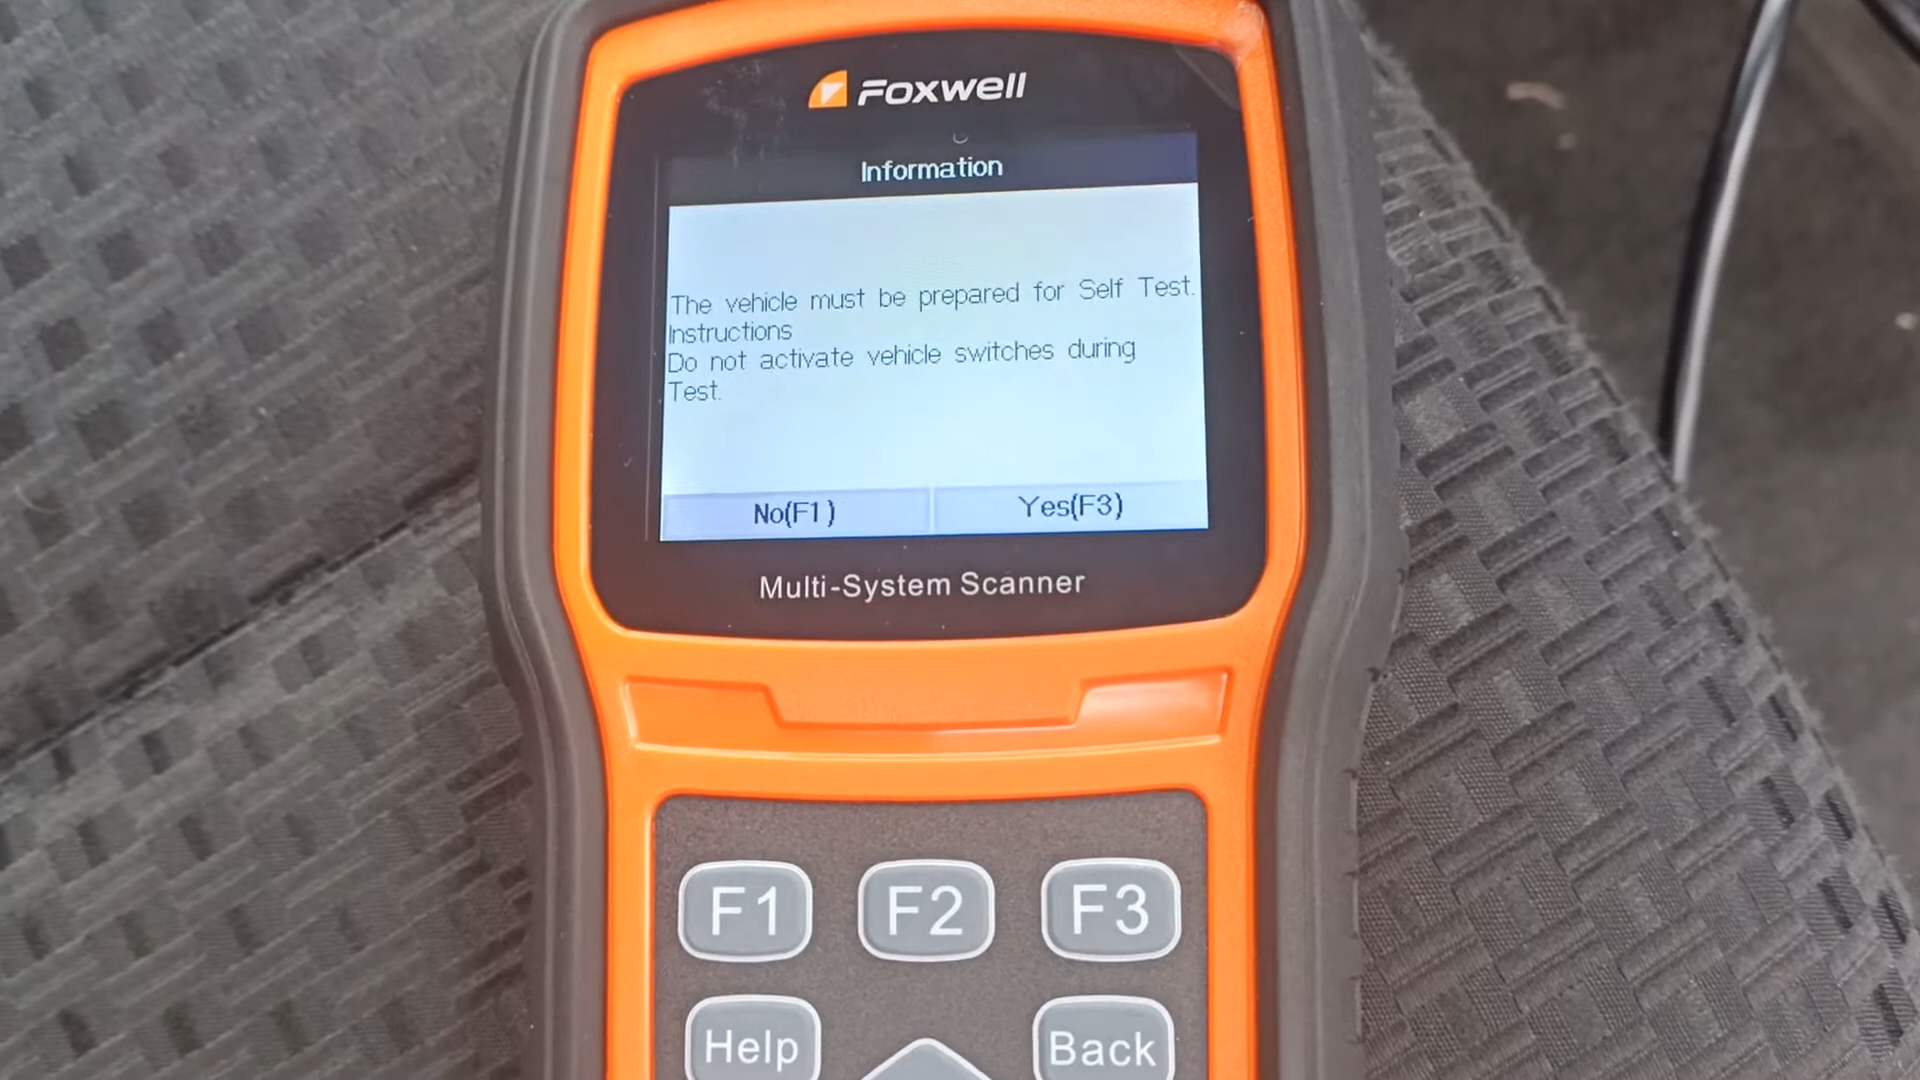 Foxwell
Information
The vehicle must be prepared for Self Test.
Instructions
Do not activate vehicle switches during
Test.
No(F1)
Yes(F3)
Multi-System Scanner
F1
F2
F3
Help
Back